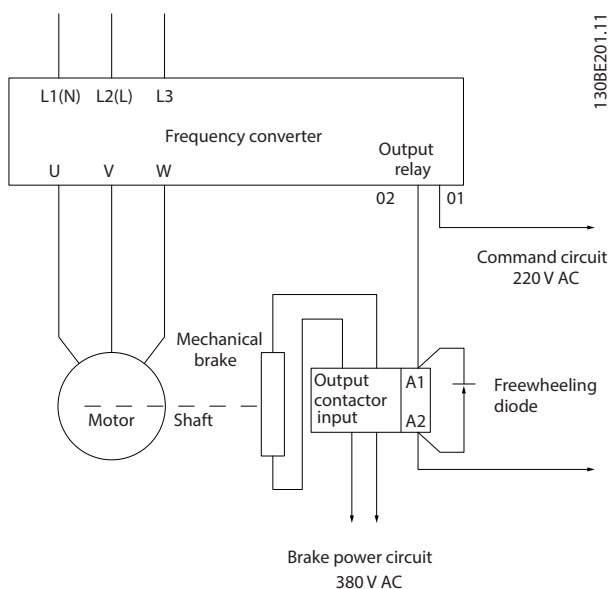 130BE201.11
L1(N) L2(L) L3
Frequency converter
Output
relay
U V W
02 01
Command circuit
220 V AC
Mechanical
brake
Output
contactor
input
A1
A2
Freewheeling
diode
Motor
Shaft
Brake power circuit
380 V AC